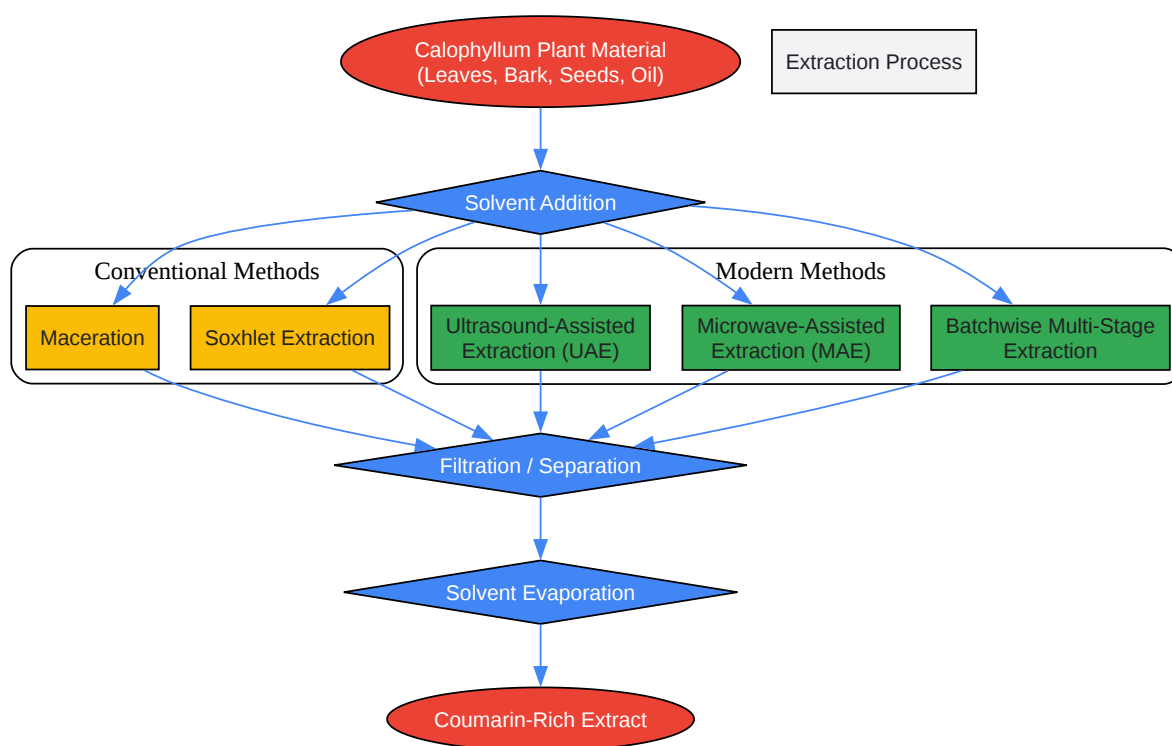 Calophyllum Plant Material
(Leaves, Bark, Seeds, Oil)
Extraction Process
Solvent Addition
Conventional Methods
Modern Methods
Maceration
Soxhlet Extraction
Ultrasound-Assisted
Extraction (UAE)
Microwave-Assisted
Extraction (MAE)
Batchwise Multi-Stage
Extraction
Filtration / Separation
Solvent Evaporation
Coumarin-Rich Extract